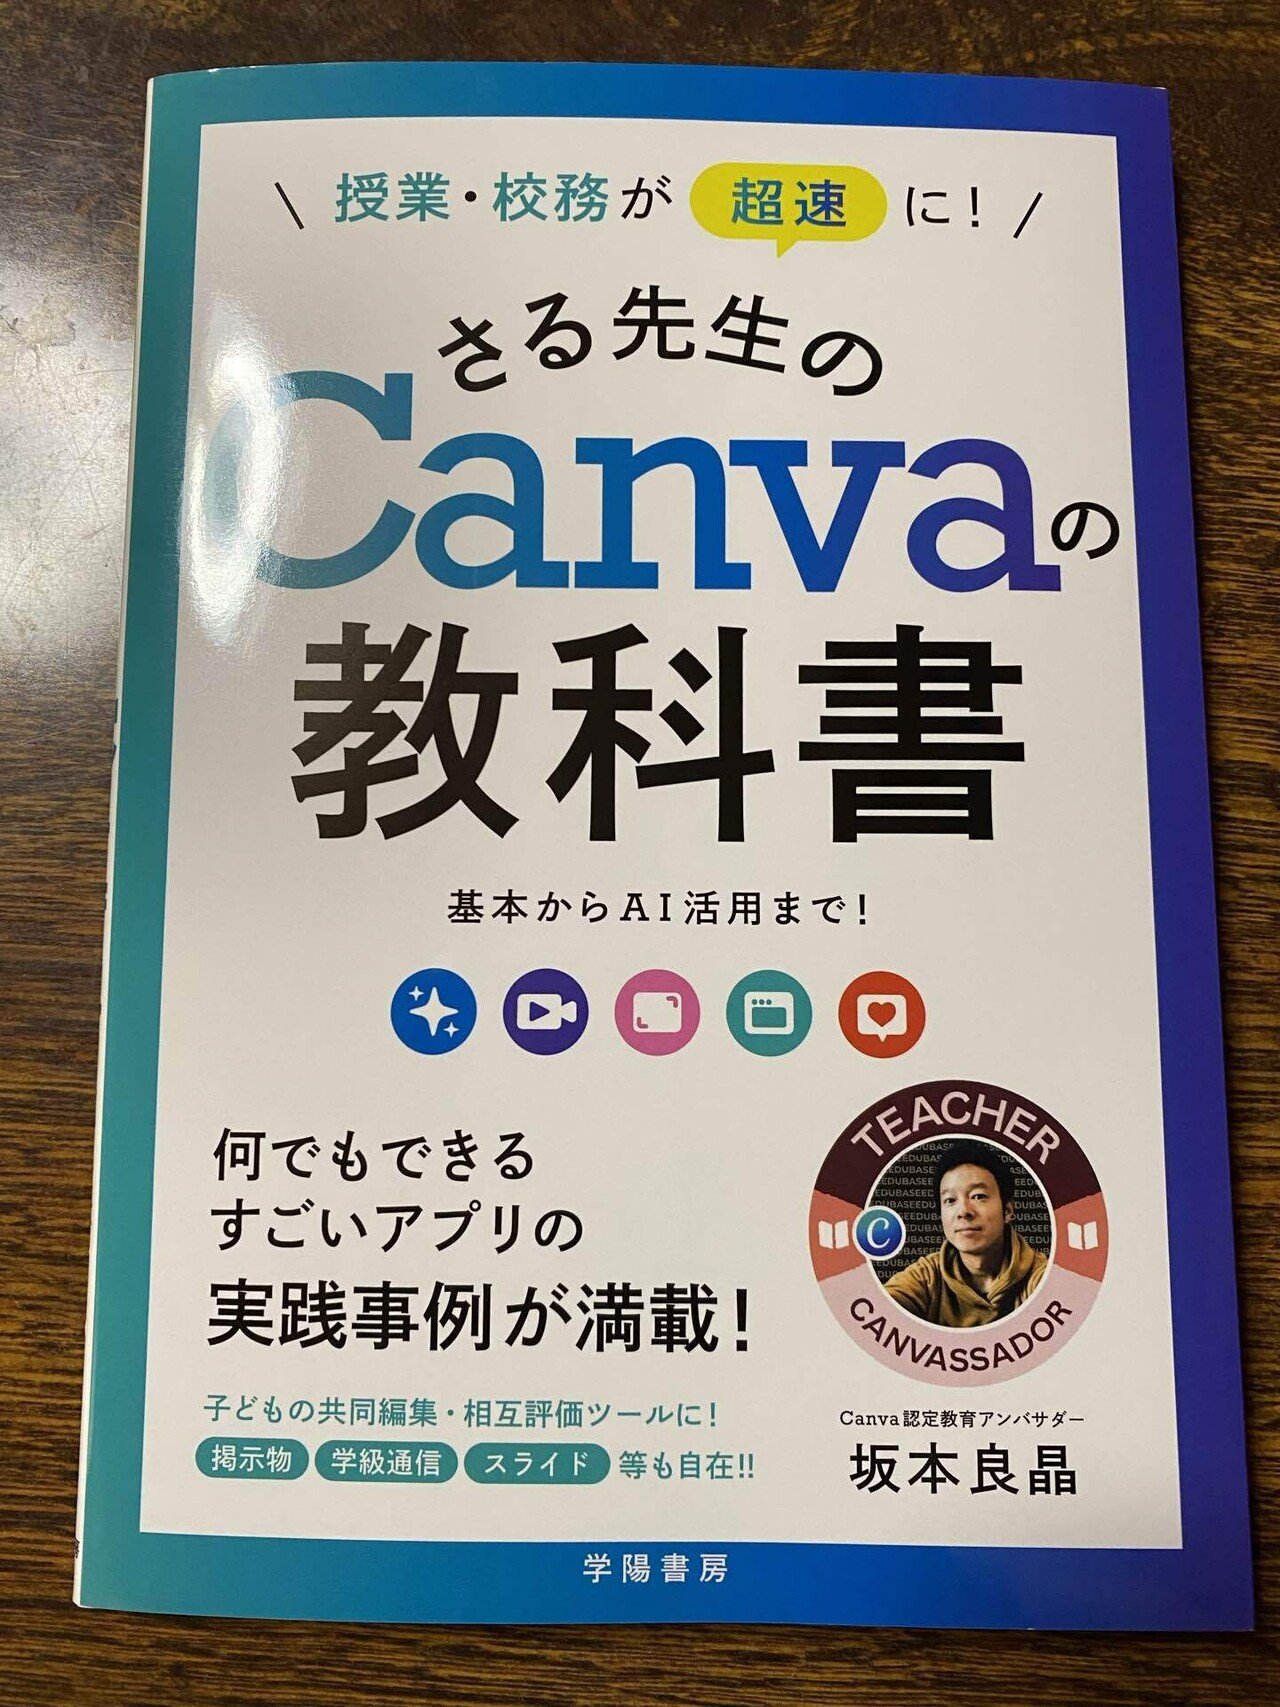 授業・校務が超速に！
さる先生の
Canvaの
教科書
基本からAI活用まで！
何でもできる
すごいアプリの
実践事例が満載！
子どもの共同編集・相互評価ツールに！
掲示物 学級通信 スライド 等も自在!!
TEACHER
C
CANVASSADOR
Canva認定教育アンバサダー
坂本良晶
学陽書房